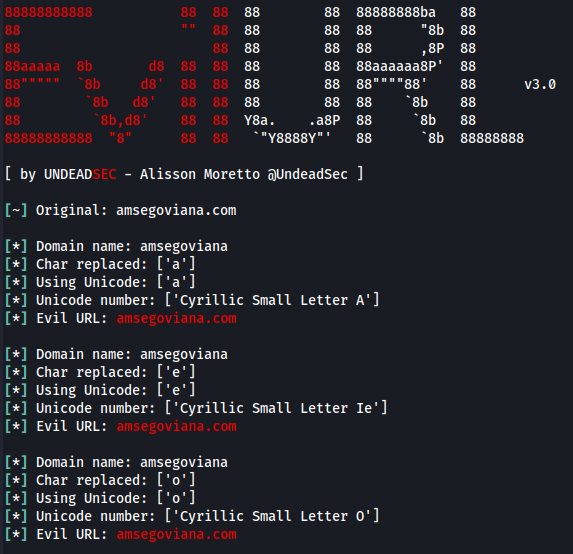 88888888888           88  88  88        88  88888888ba   88
88                    ""  88  88        88  88      "8b  88
88                        88  88        88  88      ,8P  88
88aaaaa  8b       d8  88  88  88        88  88aaaaaa8P'  88
88"""""  `8b     d8'  88  88  88        88  88""""88'    88      v3.0
88        `8b   d8'   88  88  88        88  88    `8b    88
88         `8b,d8'    88  88  Y8a.    .a8P  88     `8b   88
88888888888  "8"      88  88   `"Y8888Y"'   88      `8b  88888888
[ by UNDEADSEC - Alisson Moretto @UndeadSec ]
[~] Original: amsegoviana.com
[*] Domain name: amsegoviana
[*] Char replaced: ['a']
[*] Using Unicode: ['а']
[*] Unicode number: ['Cyrillic Small Letter A']
[*] Evil URL: аmsegoviаnа.com
[*] Domain name: amsegoviana
[*] Char replaced: ['e']
[*] Using Unicode: ['е']
[*] Unicode number: ['Cyrillic Small Letter Ie']
[*] Evil URL: amsеgoviana.com
[*] Domain name: amsegoviana
[*] Char replaced: ['o']
[*] Using Unicode: ['о']
[*] Unicode number: ['Cyrillic Small Letter O']
[*] Evil URL: amsegоviana.com